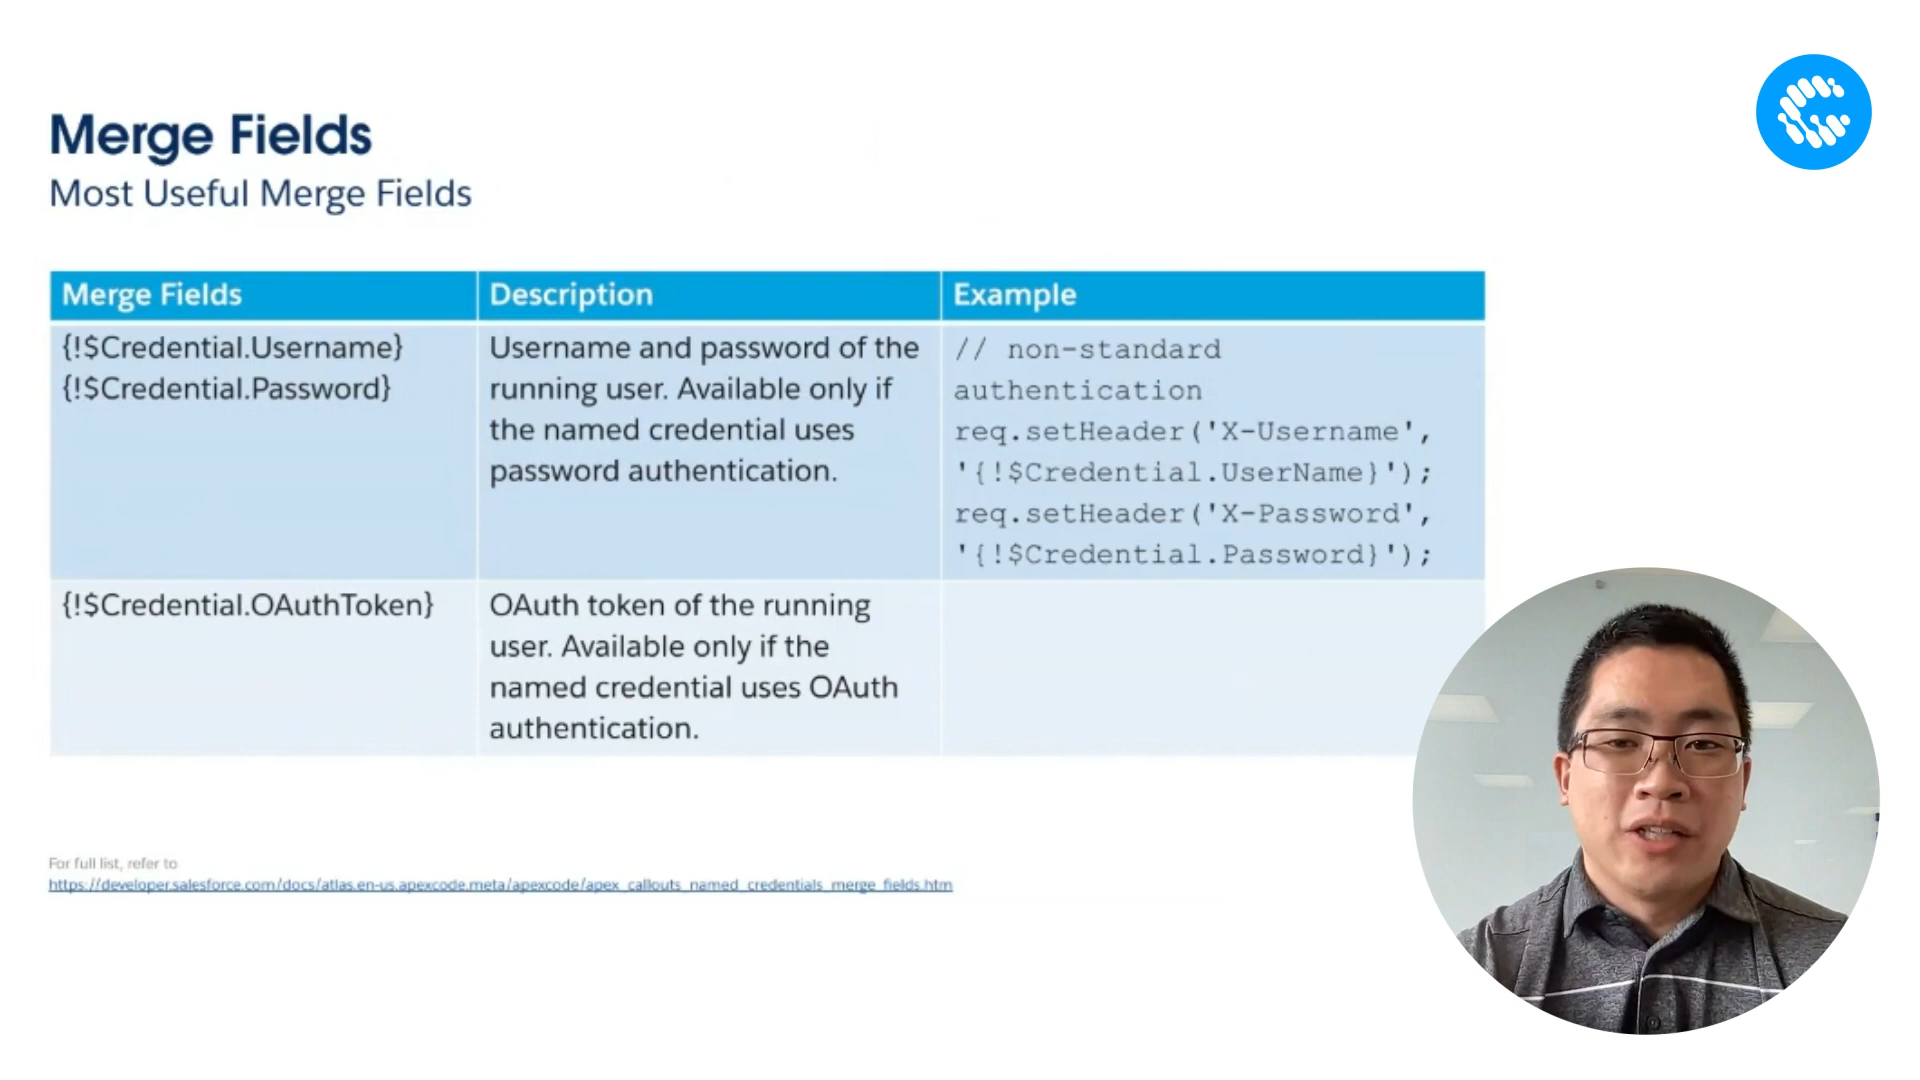 Merge Fields
Most Useful Merge Fields
Merge Fields
Description
Example
{!$Credential.Username}
{!$Credential.Password}
Username and password of the
running user. Available only if
the named credential uses
password authentication.
// non-standard
authentication
req.setHeader('X-Username',
'{!$Credential.UserName}');
req.setHeader('X-Password',
'{!$Credential.Password}');
{!$Credential.OAuthToken}
OAuth token of the running
user. Available only if the
named credential uses OAuth
authentication.
For full list, refer to
https://developer.salesforce.com/docs/atlas.en-us.apexcode.meta/apexcode/apex_callouts_named_credentials_merge_fields.htm